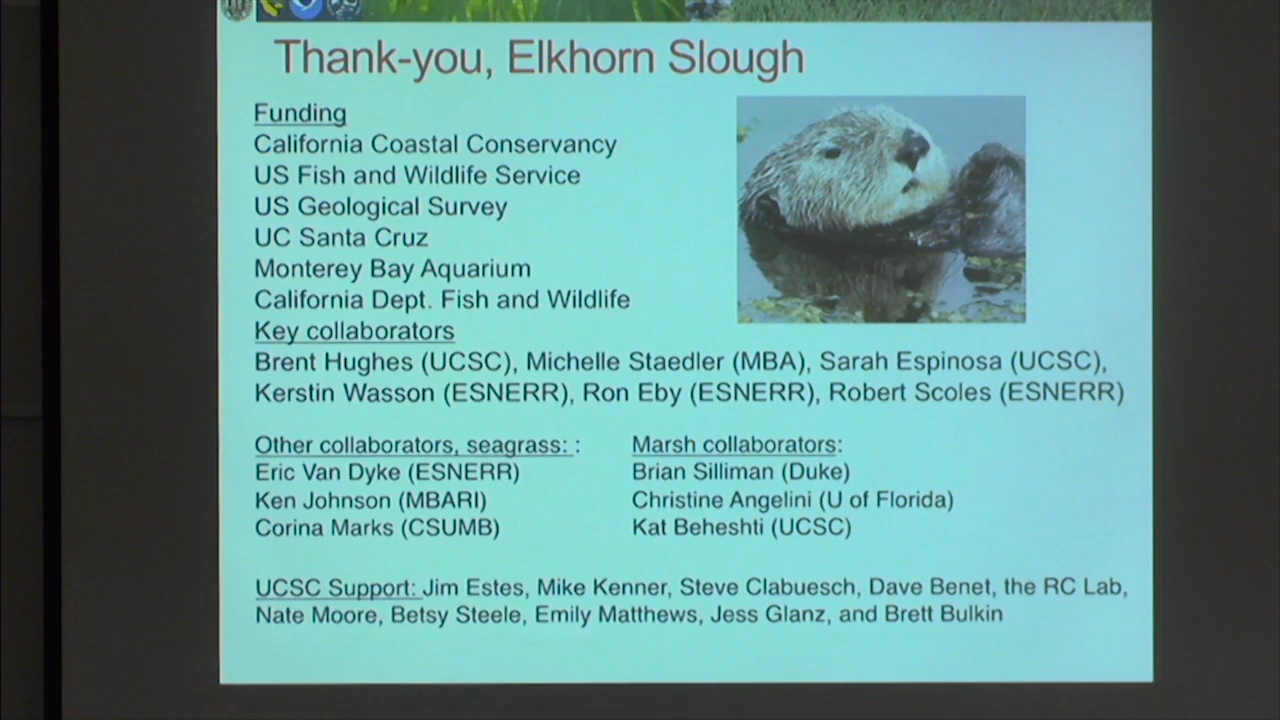 Thank-you, Elkhorn Slough
Funding
California Coastal Conservancy
US Fish and Wildlife Service
US Geological Survey
UC Santa Cruz
Monterey Bay Aquarium
California Dept. Fish and Wildlife
Key collaborators
Brent Hughes (UCSC), Michelle Staedler (MBA), Sarah Espinosa (UCSC),
Kerstin Wasson (ESNERR), Ron Eby (ESNERR), Robert Scoles (ESNERR)
Other collaborators, seagrass: :
Eric Van Dyke (ESNERR)
Ken Johnson (MBARI)
Corina Marks (CSUMB)
Marsh collaborators:
Brian Silliman (Duke)
Christine Angelini (U of Florida)
Kat Beheshti (UCSC)
UCSC Support: Jim Estes, Mike Kenner, Steve Clabuesch, Dave Benet, the RC Lab,
Nate Moore, Betsy Steele, Emily Matthews, Jess Glanz, and Brett Bulkin